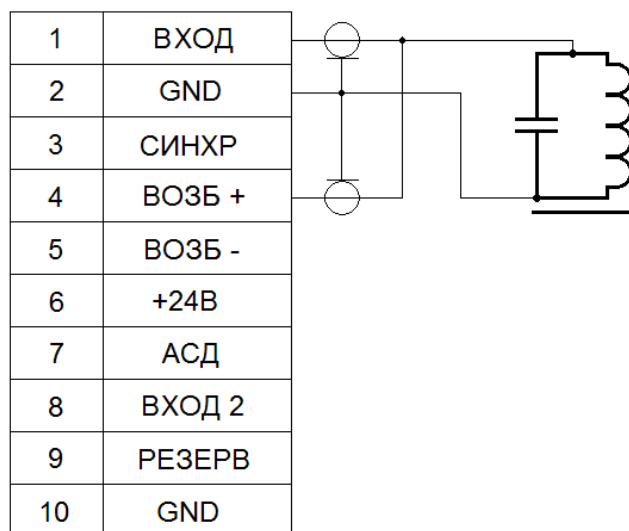 1 ВХОД
2 GND
3 СИНХР
4 ВОЗБ +
5 ВОЗБ -
6 +24В
7 АСД
8 ВХОД 2
9 РЕЗЕРВ
10 GND